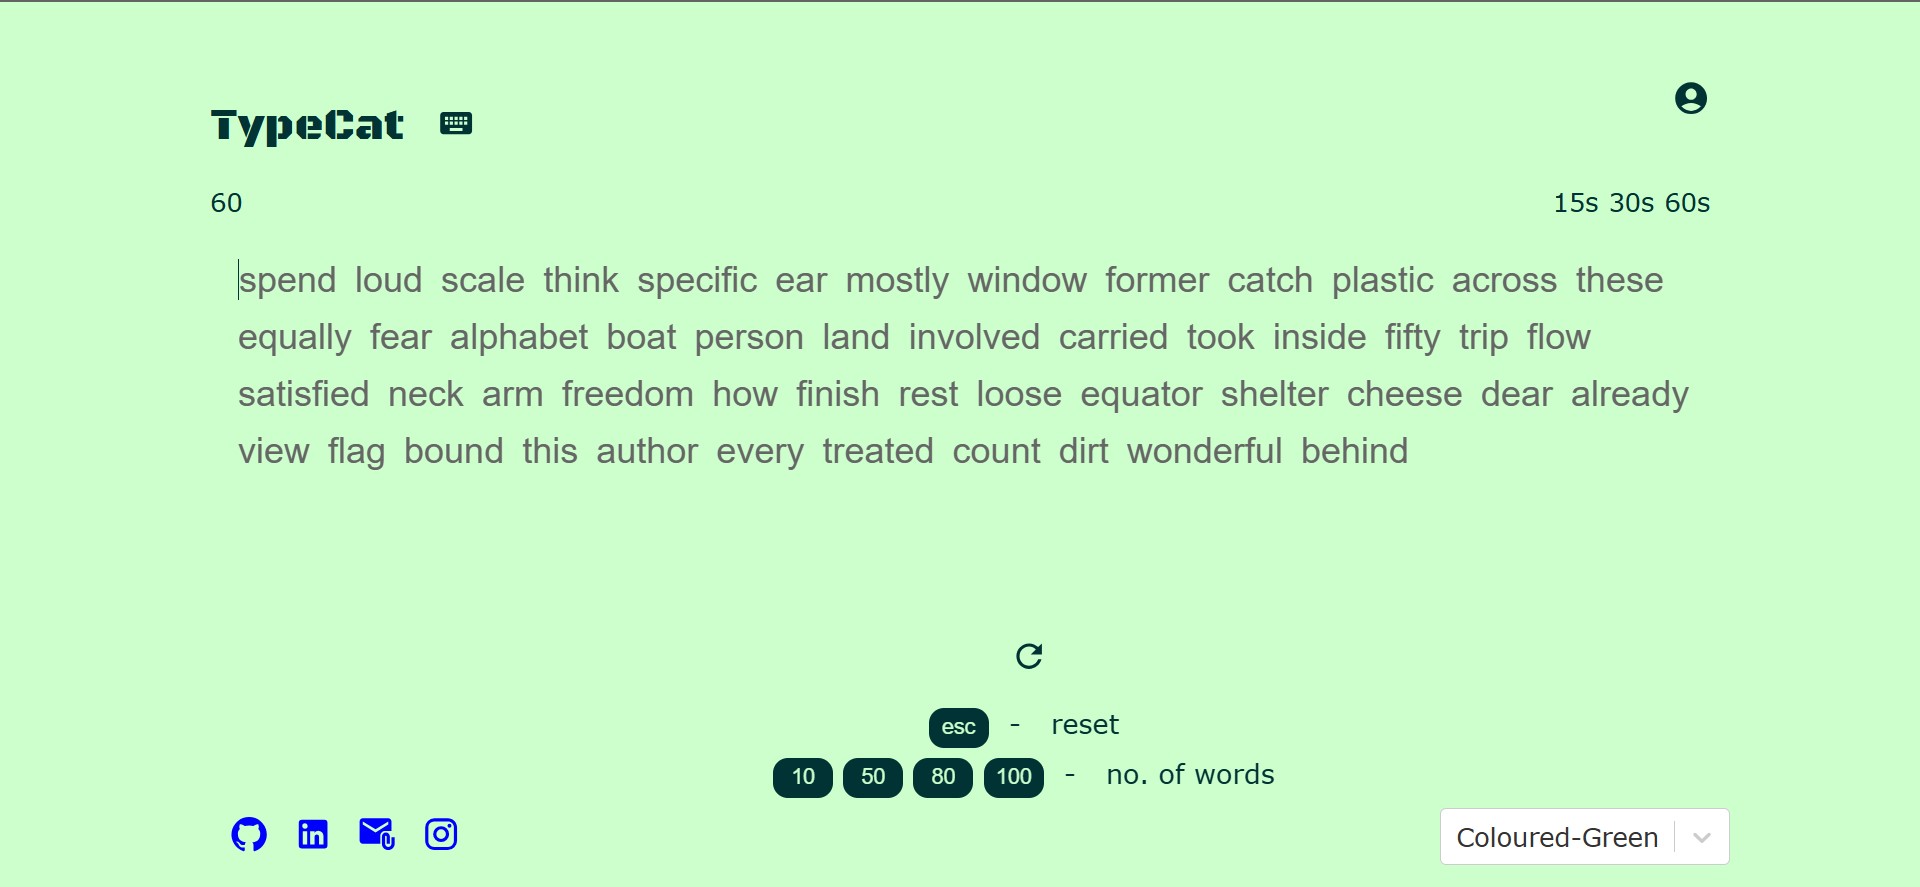 TypeCat
60 15s 30s 60s
spend loud scale think specific ear mostly window former catch plastic across these
equally fear alphabet boat person land involved carried took inside fifty trip flow
satisfied neck arm freedom how finish rest loose equator shelter cheese dear already
view flag bound this author every treated count dirt wonderful behind
esc - reset
10 50 80 100 - no. of words
Coloured-Green